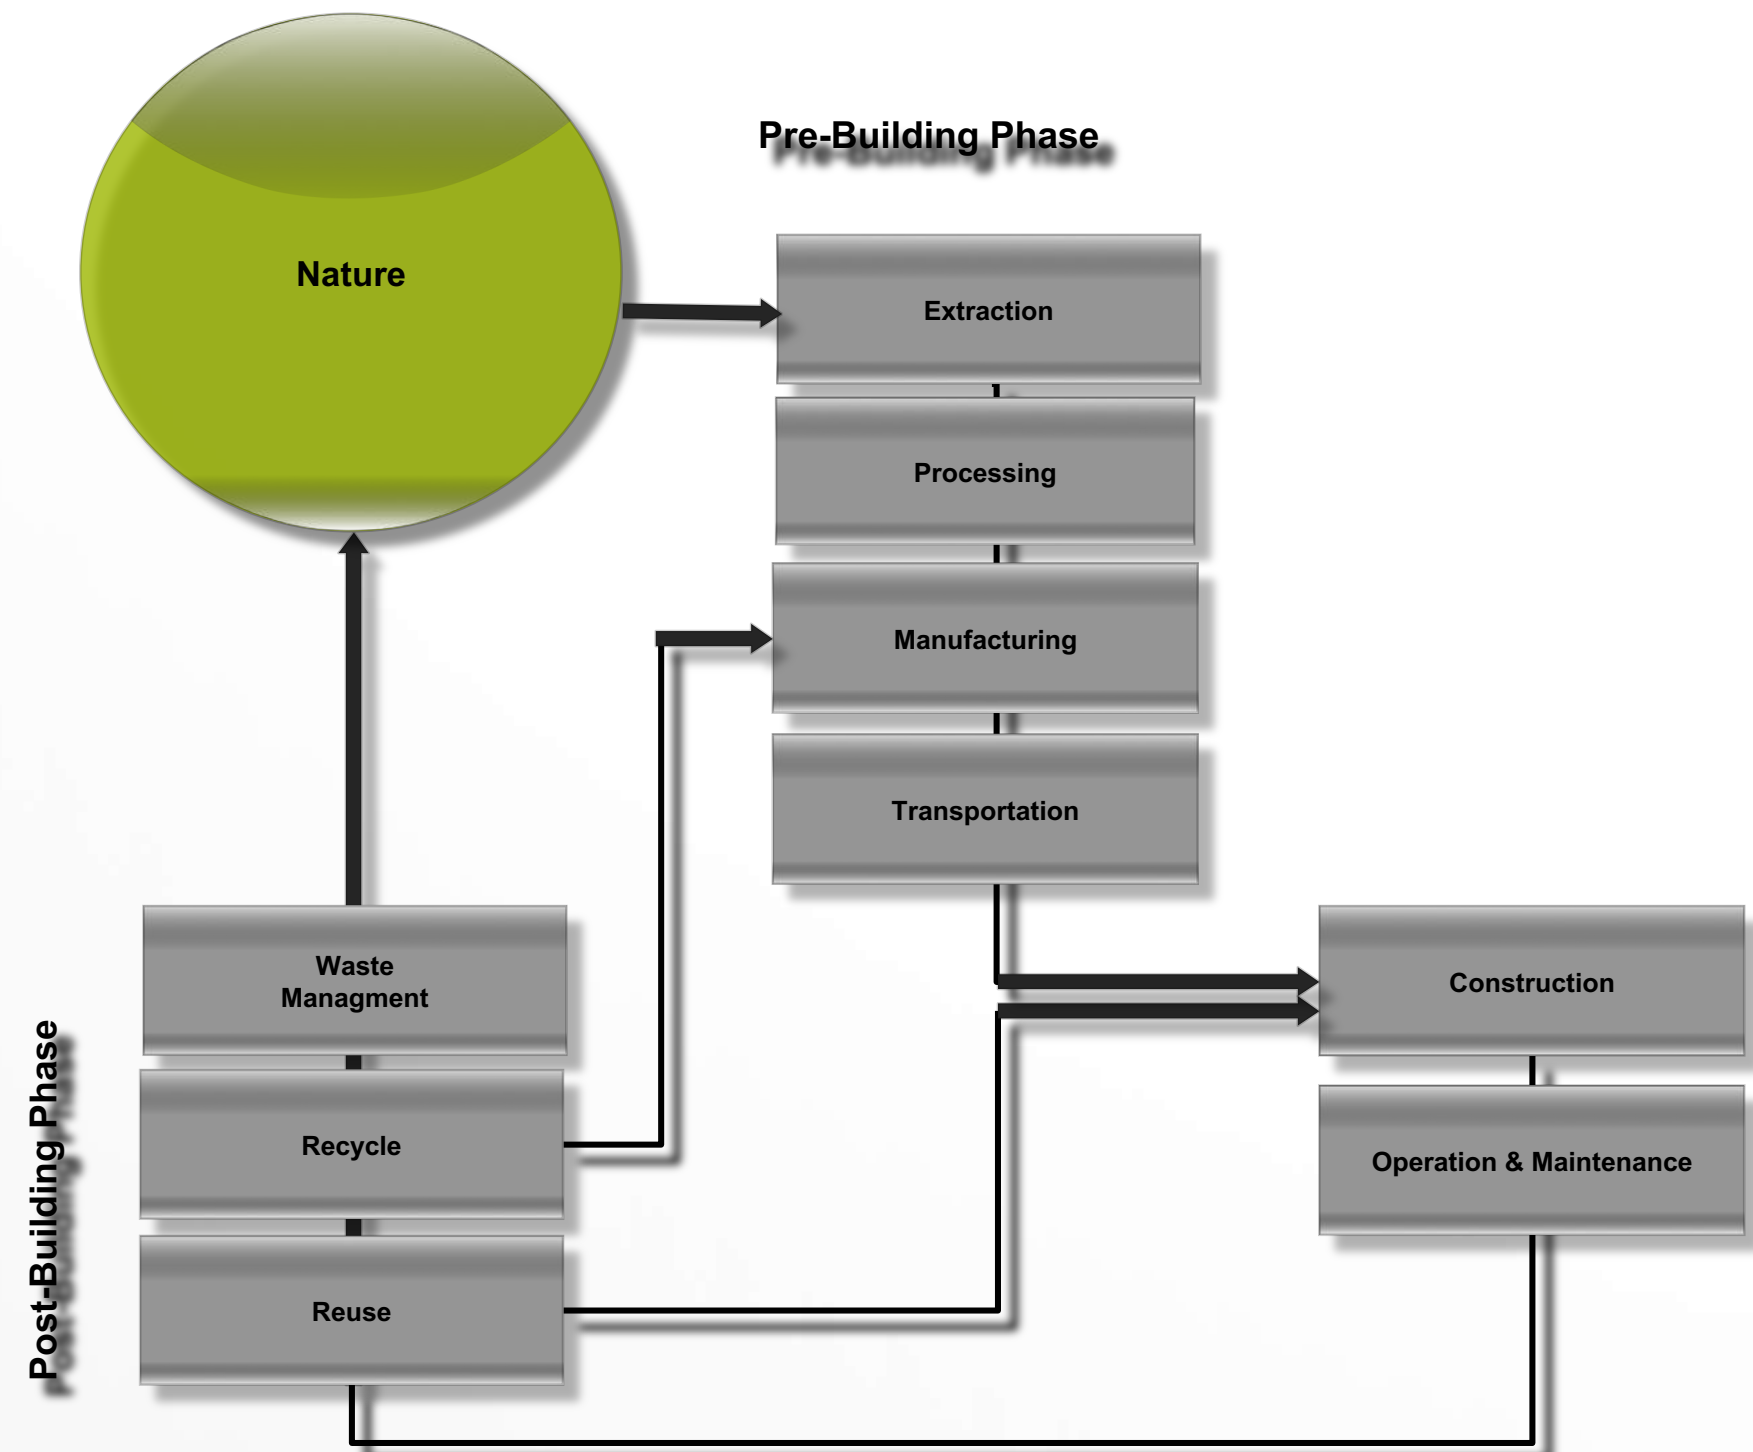 Pre-Building Phase
Nature
Extraction
Processing
Manufacturing
Transportation
Waste
Managment
Construction
Recycle
Operation & Maintenance
Reuse
Post-Building Phase